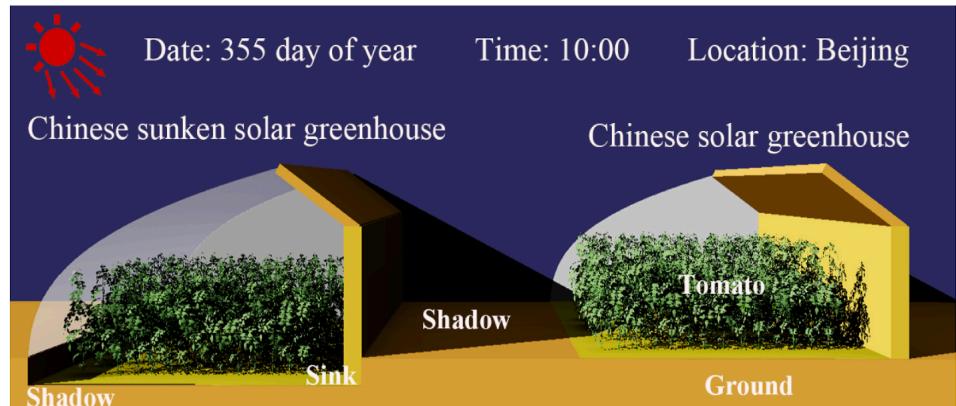 Date: 355 day of year Time: 10:00 Location: Beijing
Chinese sunken solar greenhouse Chinese solar greenhouse
Tomato
Shadow
Sink
Ground
Shadow